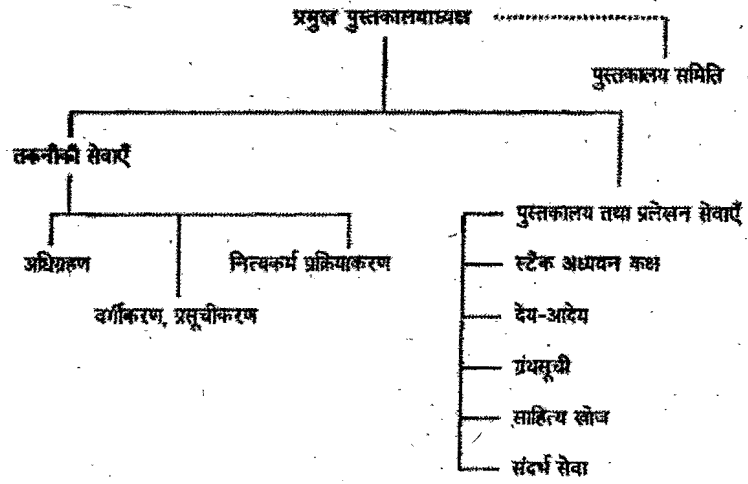 प्रमुख पुस्तकालयाध्यक्ष
पुस्तकालय समिति
तकनीकी सेवाएँ
पुस्तकालय तथा प्रलेखन सेवाएँ
अधिग्रहण
नित्यकर्म प्रक्रियाकरण
वर्गीकरण, प्रसूचीकरण
स्टैक अध्ययन कक्ष
देय-आदेय
ग्रंथसूची
साहित्य खोज
संदर्भ सेवा